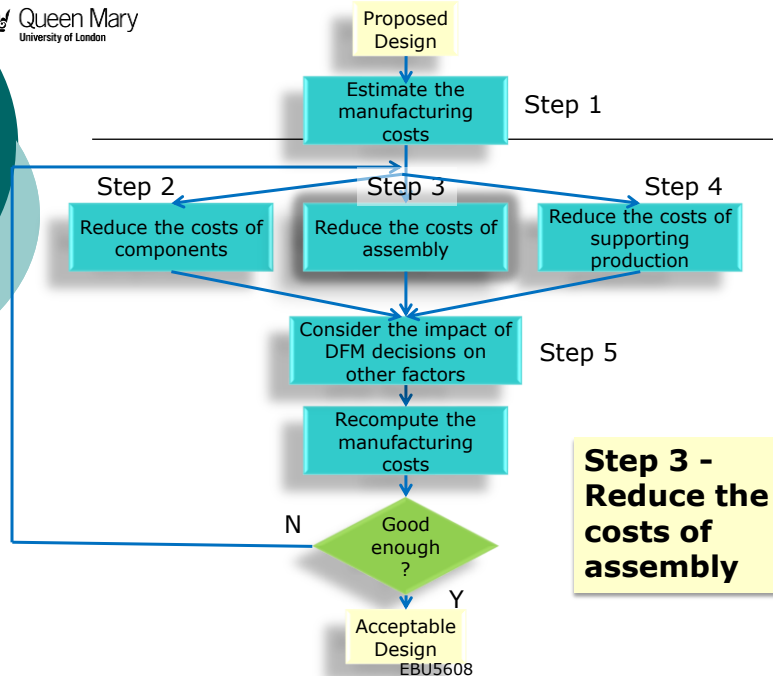 Queen Mary
University of London
Proposed
Design
Estimate the
manufacturing
costs
Step 1
Step 2
Step 3
Step 4
Reduce the costs of
components
Reduce the costs of
assembly
Reduce the costs of
supporting
production
Consider the impact of
DFM decisions on
other factors
Step 5
Recompute the
manufacturing
costs
Step 3 -
Reduce the
costs of
assembly
N
Good
enough
?
Y
Acceptable
Design
EBU5608